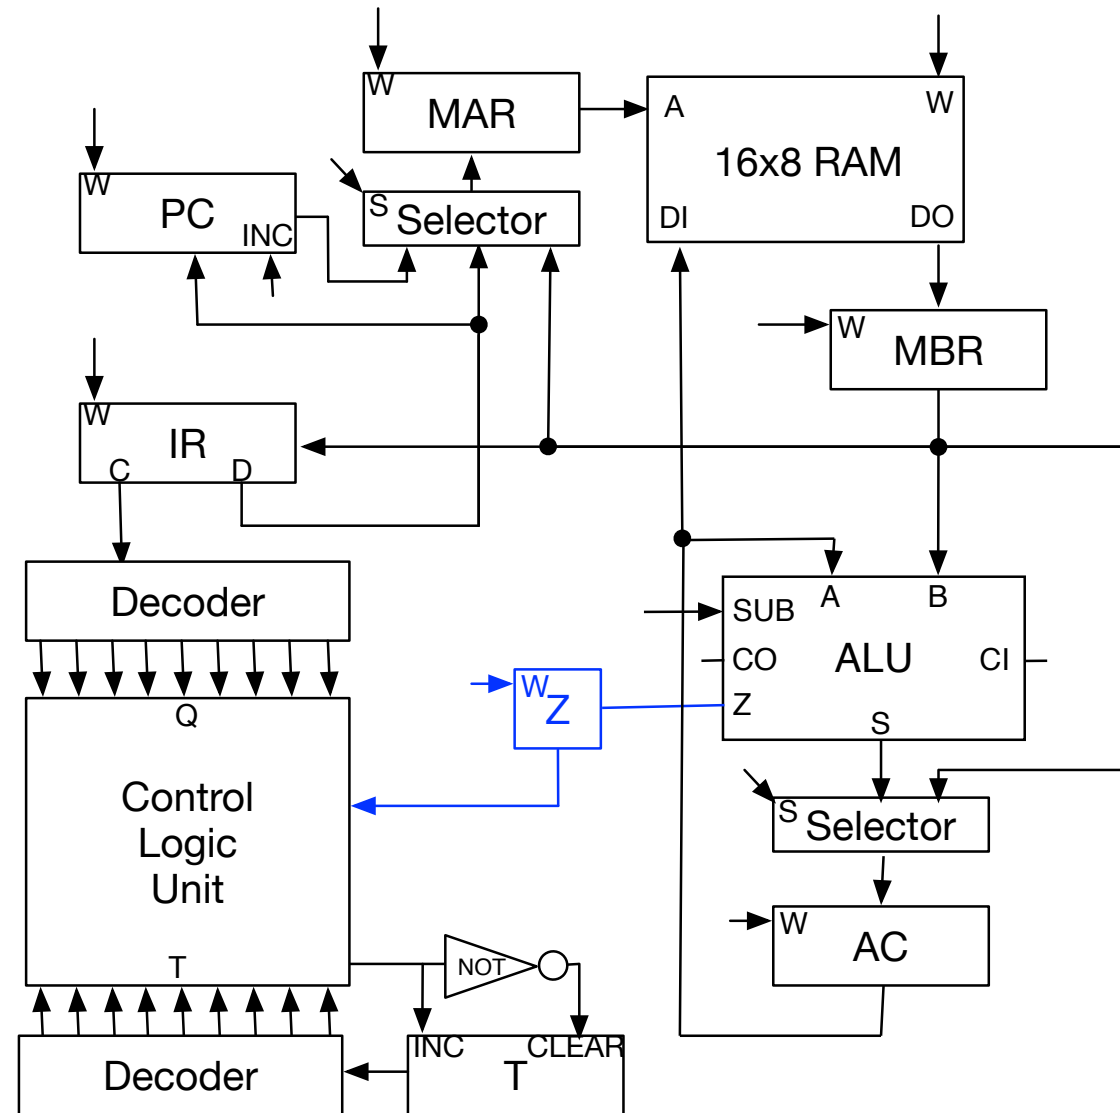 W
MAR
A
W
16x8 RAM
DI
DO
W
PC
INC
S
Selector
W
MBR
W
IR
C
D
Decoder
Q
Control
Logic
Unit
T
W
Z
SUB
A
B
CO
ALU
CI
Z
S
S
Selector
W
AC
NOT
INC
CLEAR
T
Decoder